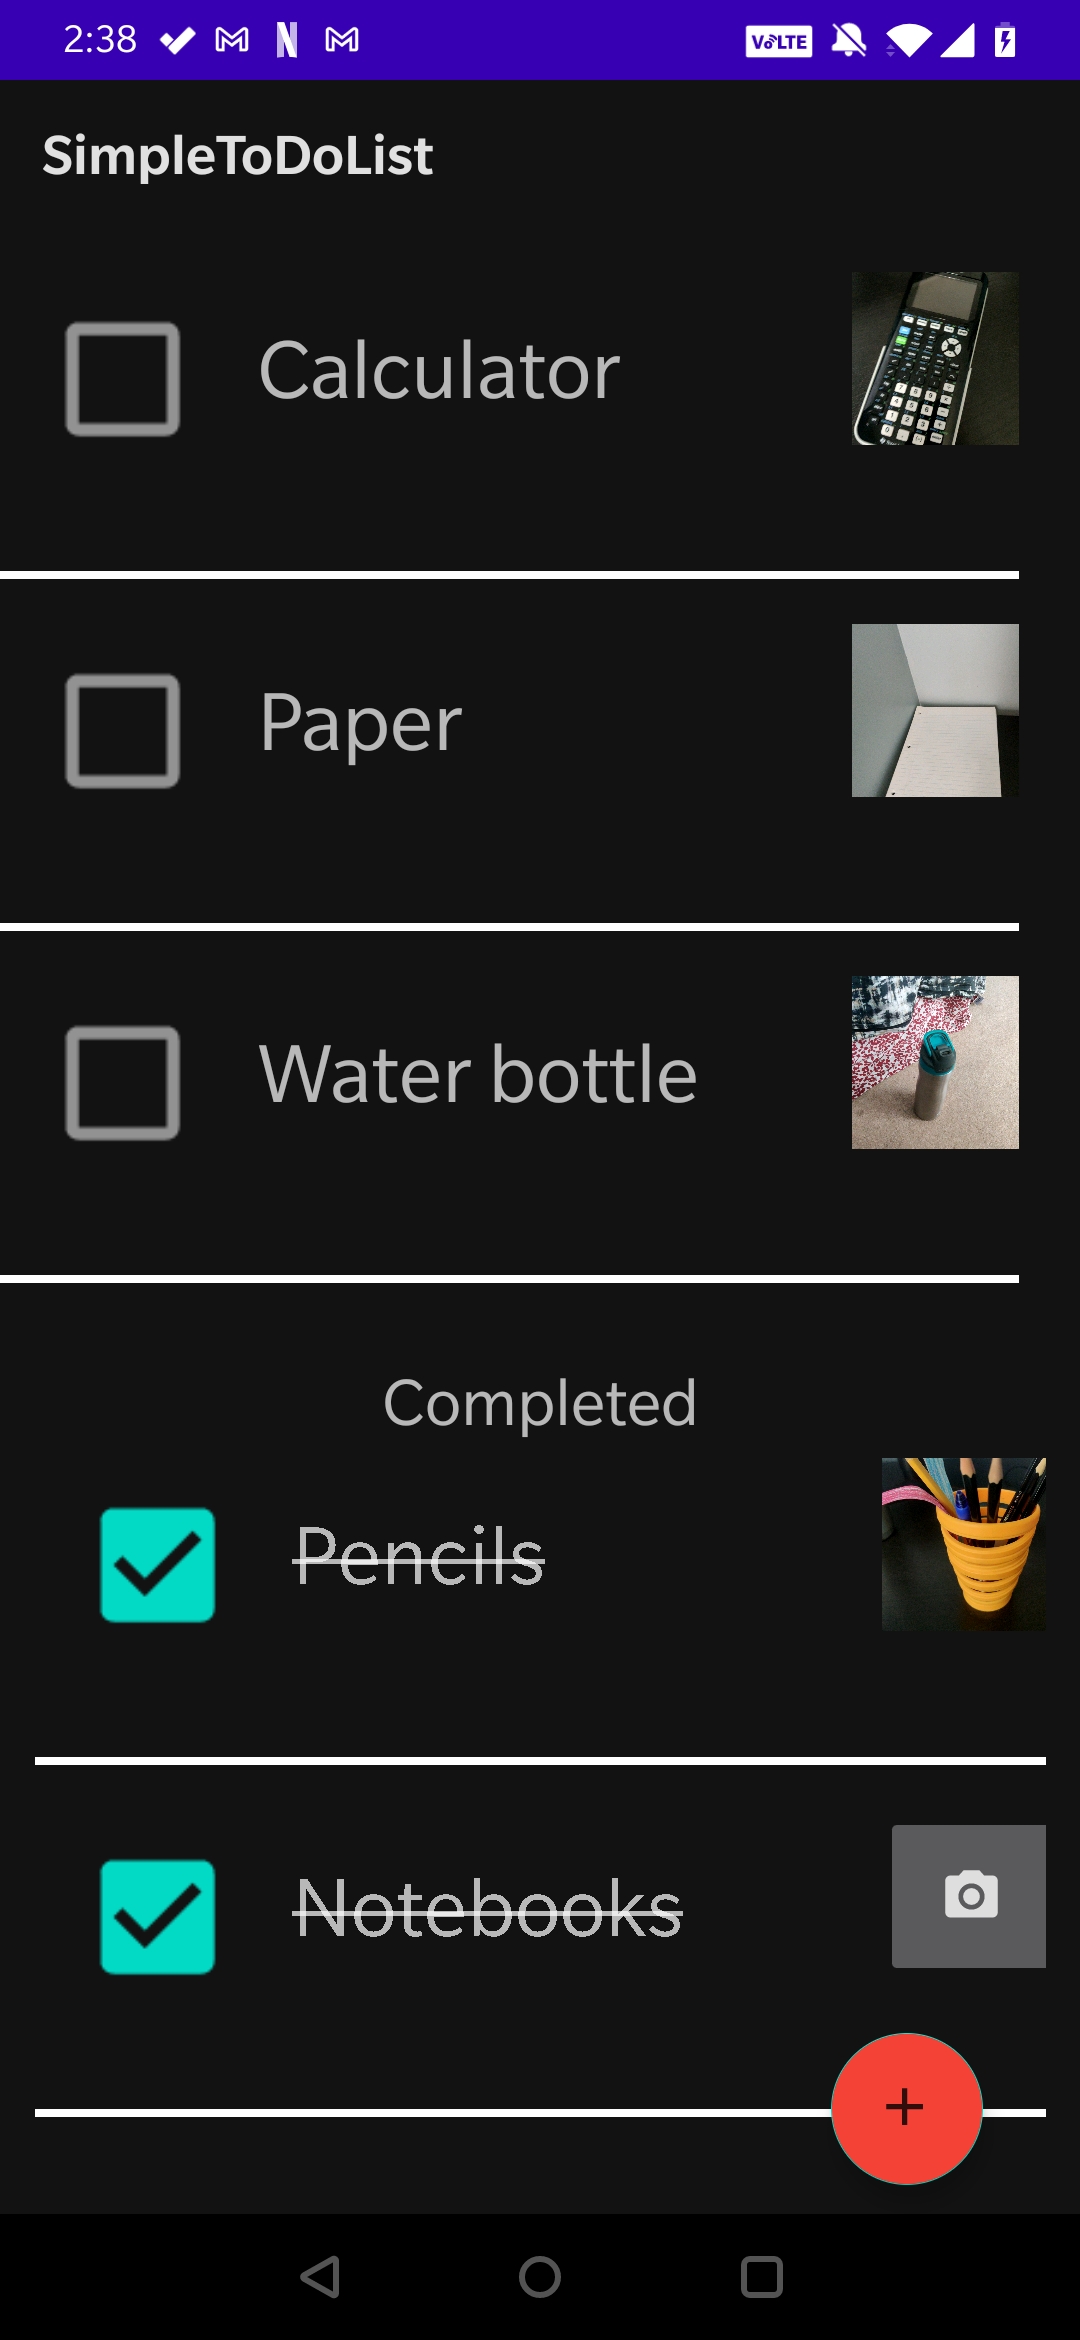 2:38
VoLTE
SimpleToDoList
Calculator
Paper
Water bottle
Completed
Pencils
Notebooks